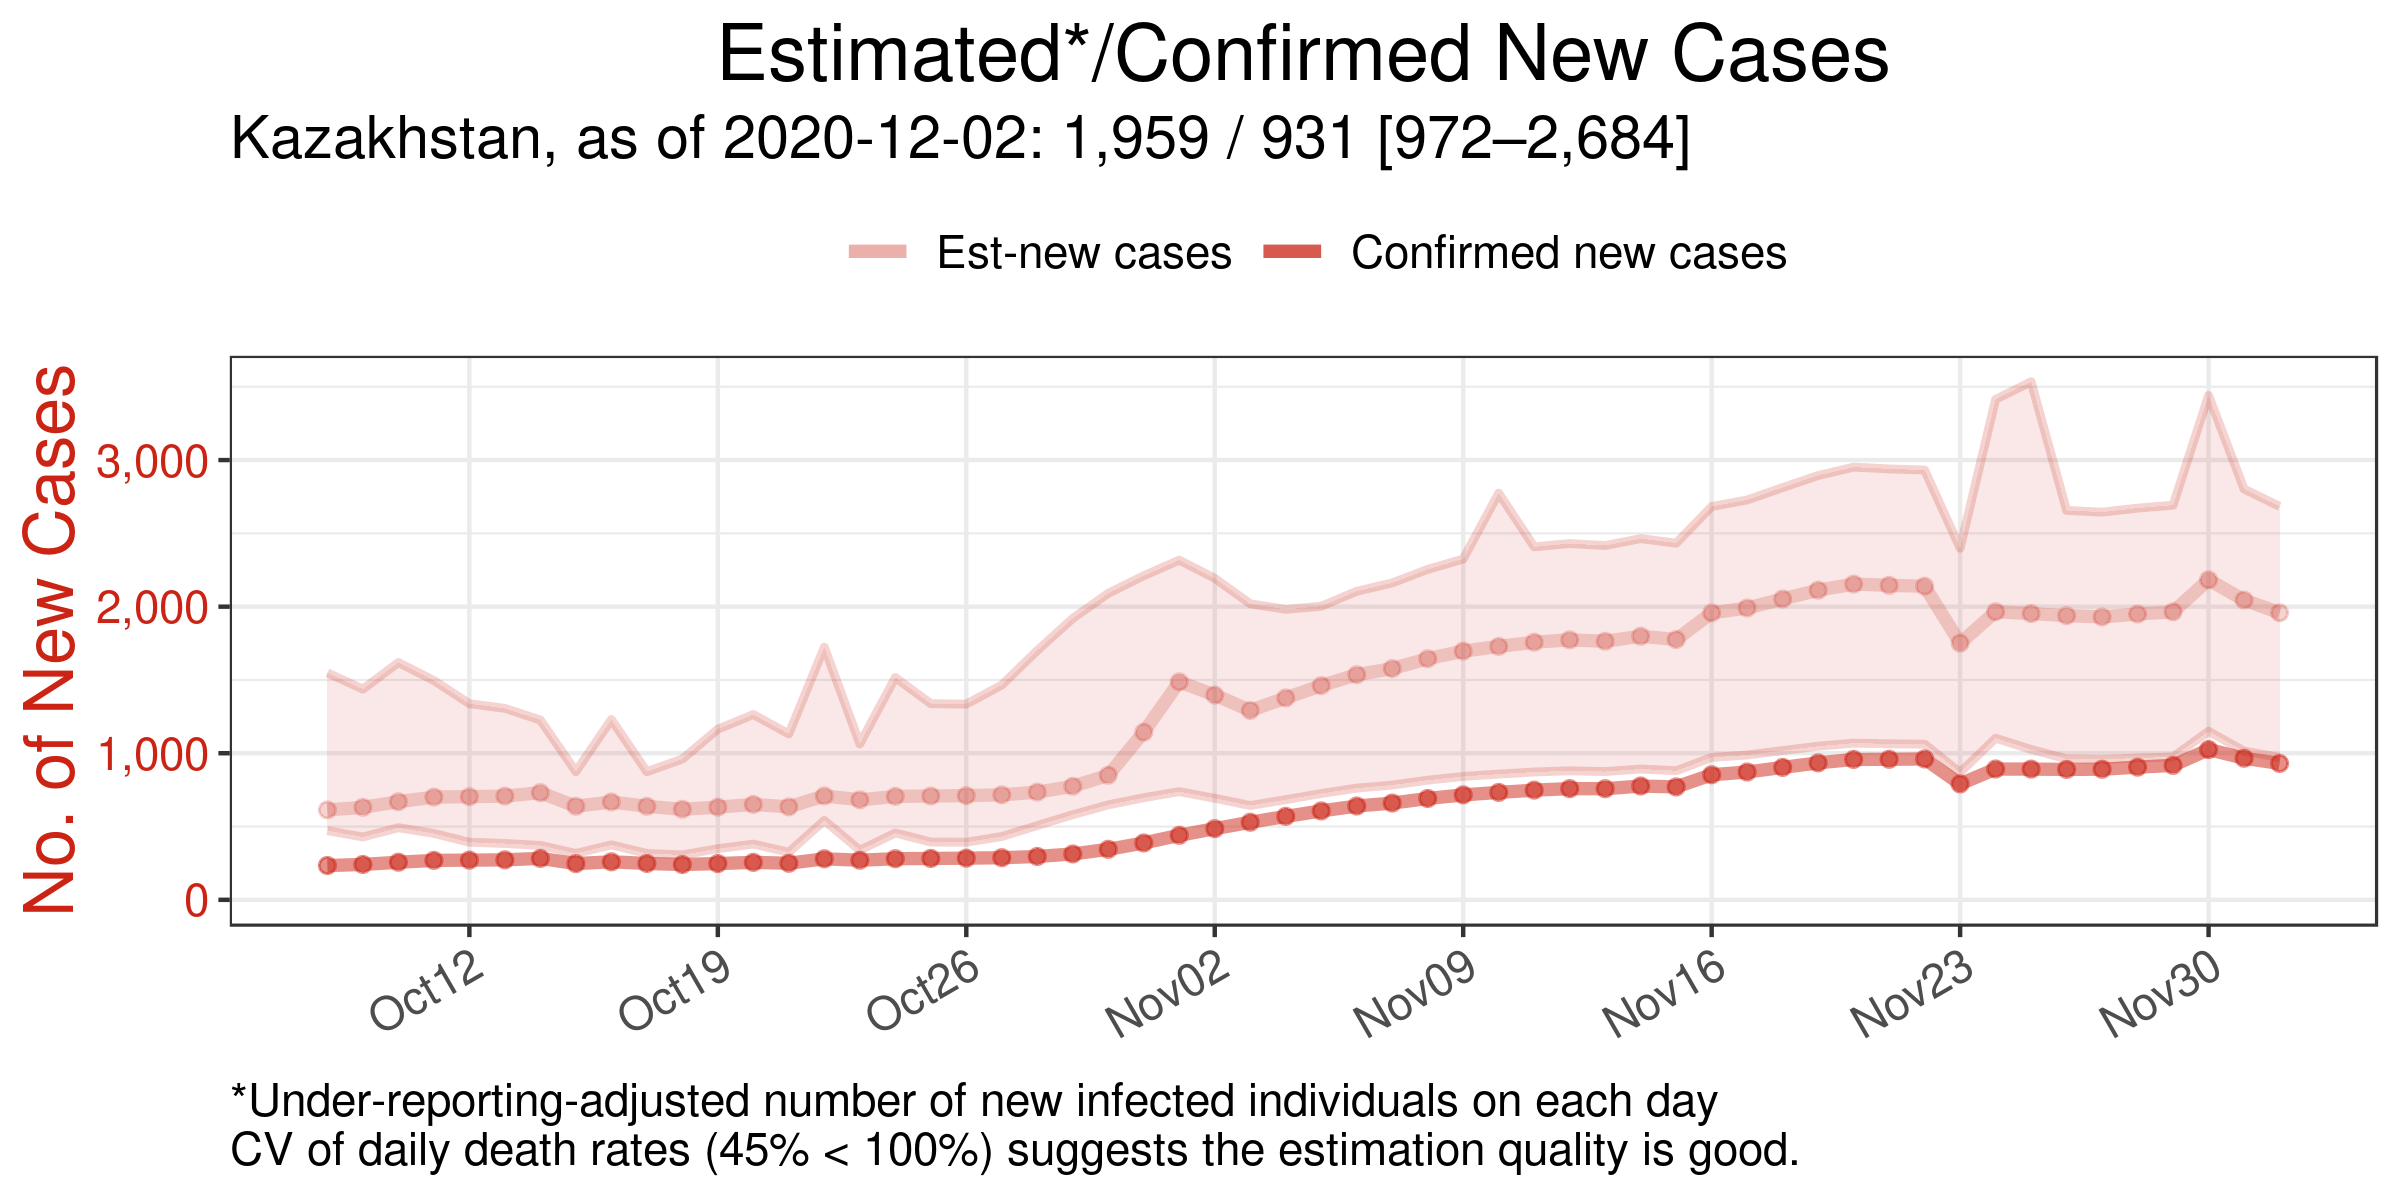 Estimated*/Confirmed New Cases
Kazakhstan, as of 2020-12-02: 1,959 / 931 [972–2,684]
Est-new cases
Confirmed new cases
No. of New Cases
3,000
2,000
1,000
0
Oct12
Oct19
Oct26
Nov02
Nov09
Nov16
Nov23
Nov30
*Under-reporting-adjusted number of new infected individuals on each day
CV of daily death rates (45% < 100%) suggests the estimation quality is good.